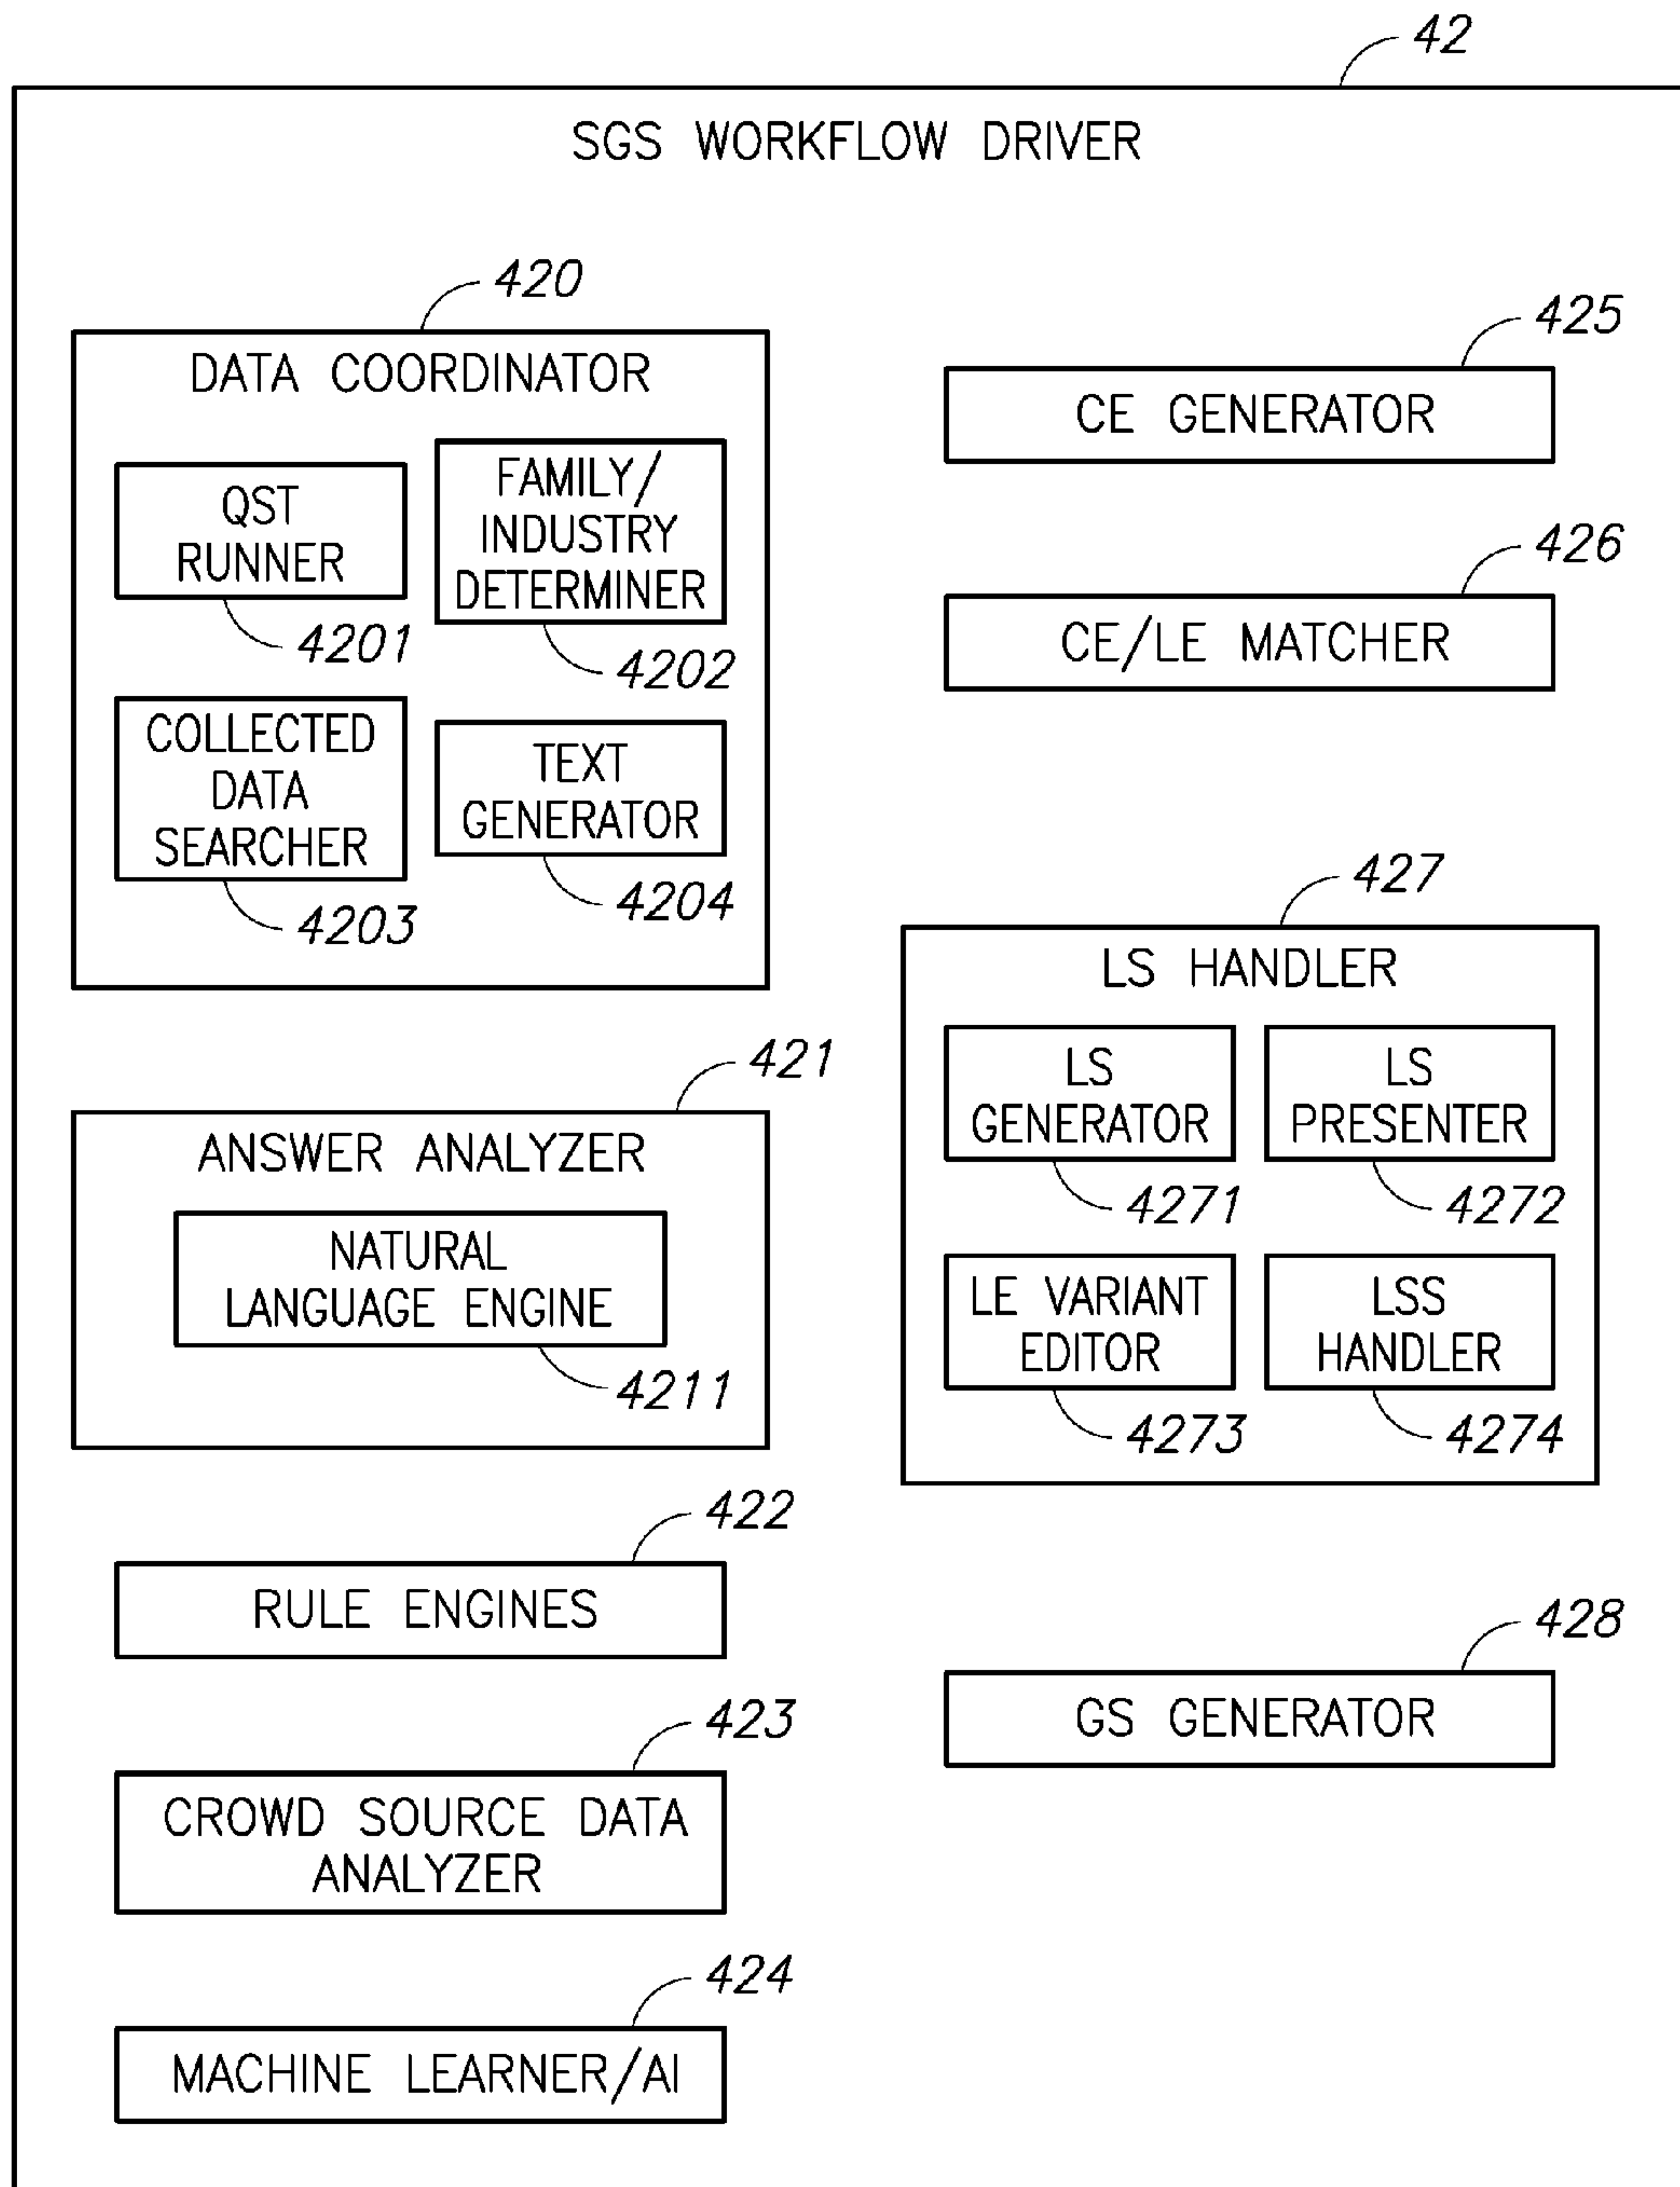 42
SGS WORKFLOW DRIVER
420
DATA COORDINATOR
QST
RUNNER
4201
FAMILY/
INDUSTRY
DETERMINER
4202
COLLECTED
DATA
SEARCHER
4203
TEXT
GENERATOR
4204
421
ANSWER ANALYZER
NATURAL
LANGUAGE ENGINE
4211
422
RULE ENGINES
423
CROWD SOURCE DATA
ANALYZER
424
MACHINE LEARNER/AI
425
CE GENERATOR
426
CE/LE MATCHER
427
LS HANDLER
LS
GENERATOR
4271
LS
PRESENTER
4272
LE VARIANT
EDITOR
4273
LSS
HANDLER
4274
428
GS GENERATOR